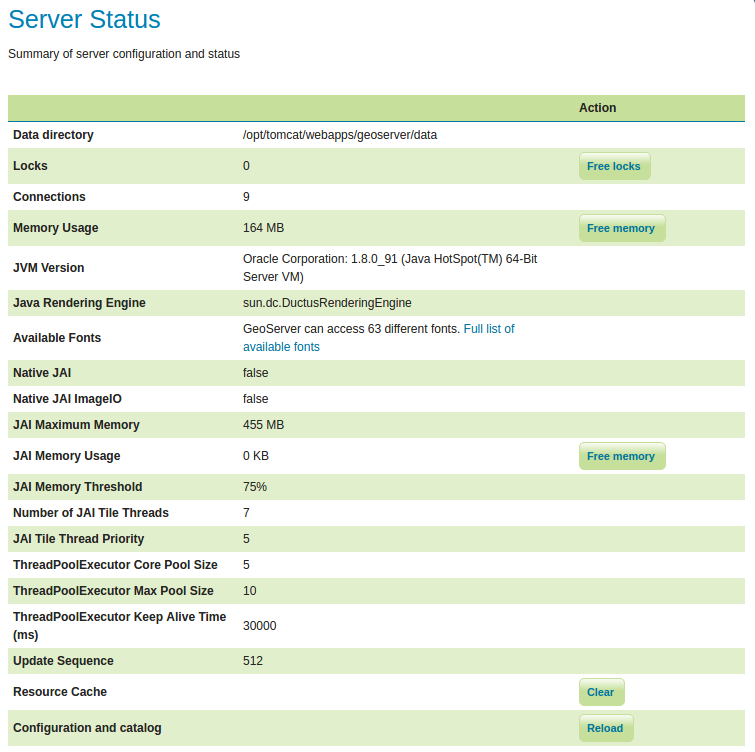 Server Status
Summary of server configuration and status
Action
Data directory /opt/tomcat/webapps/geoserver/data
Locks 0 Free locks
Connections 9
Memory Usage 164 MB Free memory
JVM Version Oracle Corporation: 1.8.0_91 (Java HotSpot(TM) 64-Bit
Server VM)
Java Rendering Engine sun.dc.DuctusRenderingEngine
Available Fonts GeoServer can access 63 different fonts. Full list of
available fonts
Native JAI false
Native JAI ImageIO false
JAI Maximum Memory 455 MB
JAI Memory Usage 0 KB Free memory
JAI Memory Threshold 75%
Number of JAI Tile Threads 7
JAI Tile Thread Priority 5
ThreadPoolExecutor Core Pool Size 5
ThreadPoolExecutor Max Pool Size 10
ThreadPoolExecutor Keep Alive Time
(ms) 30000
Update Sequence 512
Resource Cache Clear
Configuration and catalog Reload